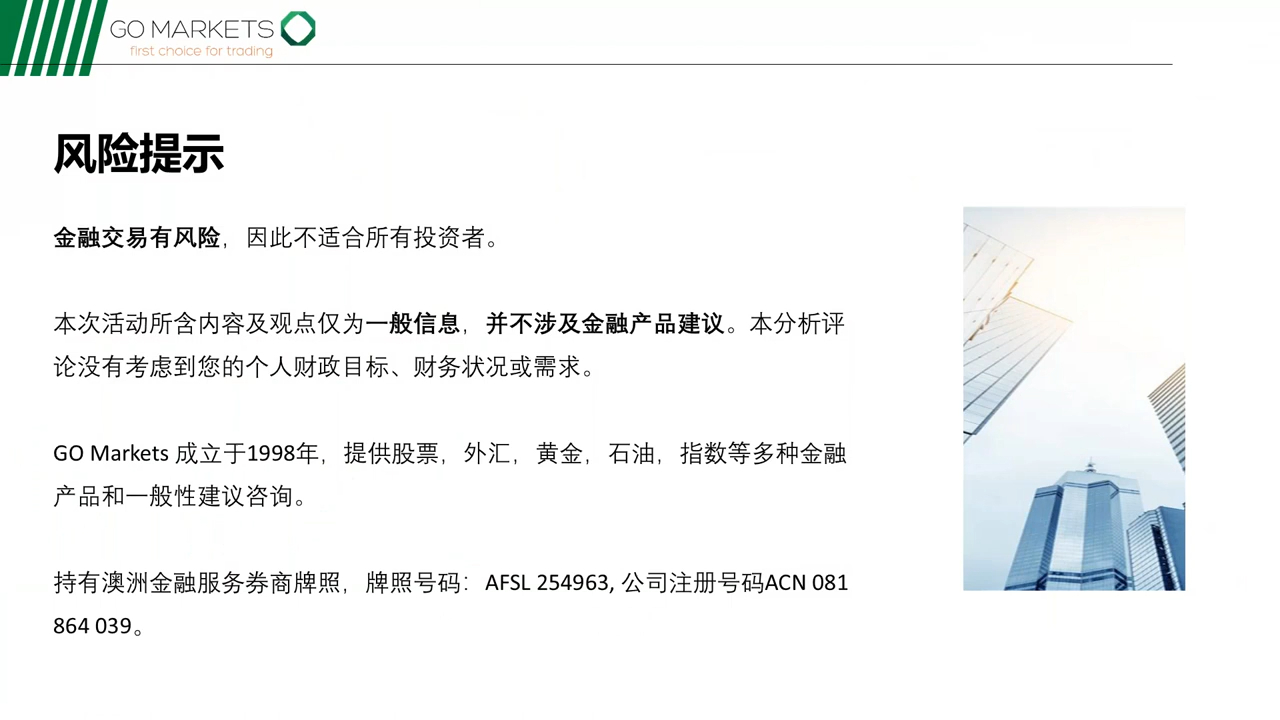 GO MARKETS
first choice for trading
风险提示
金融交易有风险，因此不适合所有投资者。
本次活动所含内容及观点仅为一般信息，并不涉及金融产品建议。本分析评
论没有考虑到您的个人财政目标、财务状况或需求。
GO Markets 成立于1998年，提供股票，外汇，黄金，石油，指数等多种金融
产品和一般性建议咨询。
持有澳洲金融服务券商牌照，牌照号码：AFSL 254963, 公司注册号码ACN 081
864 039。